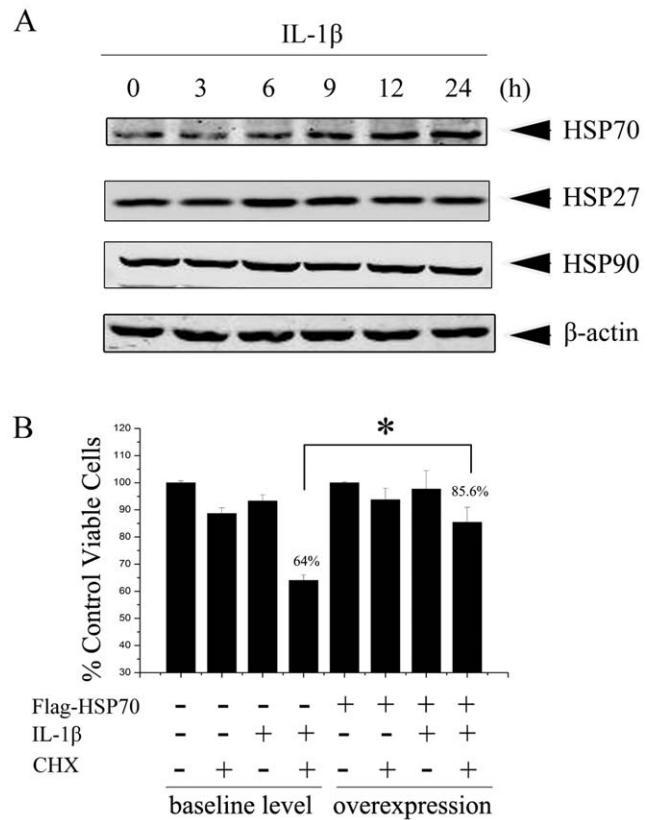 A
IL-1β
0 3 6 9 12 24 (h)
HSP70
HSP27
HSP90
β-actin
B
% Control Viable Cells
120
110
100
90
80
70
60
50
40
30
64%
*
85.6%
Flag-HSP70 - - - - + + + +
IL-1β - - + + - - + +
CHX - + - + - + - +
baseline level overexpression